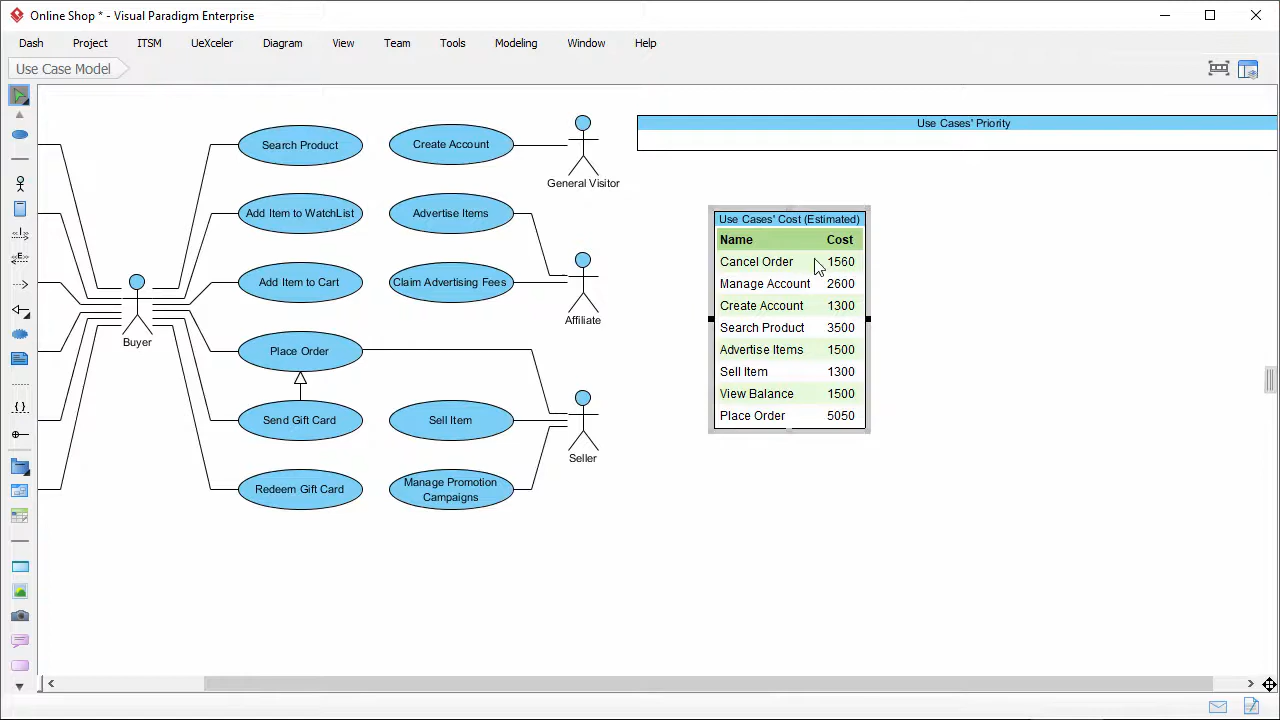 Online Shop * - Visual Paradigm Enterprise
Dash Project ITSM UeXceler Diagram View Team Tools Modeling Window Help
Use Case Model
Search Product
Create Account
General Visitor
Use Cases' Priority
Add Item to WatchList
Advertise Items
Add Item to Cart
Claim Advertising Fees
Affiliate
Buyer
Place Order
Send Gift Card
Sell Item
Seller
Redeem Gift Card
Manage Promotion
Campaigns
Use Cases' Cost (Estimated)
Name Cost
Cancel Order 1560
Manage Account 2600
Create Account 1300
Search Product 3500
Advertise Items 1500
Sell Item 1300
View Balance 1500
Place Order 5050